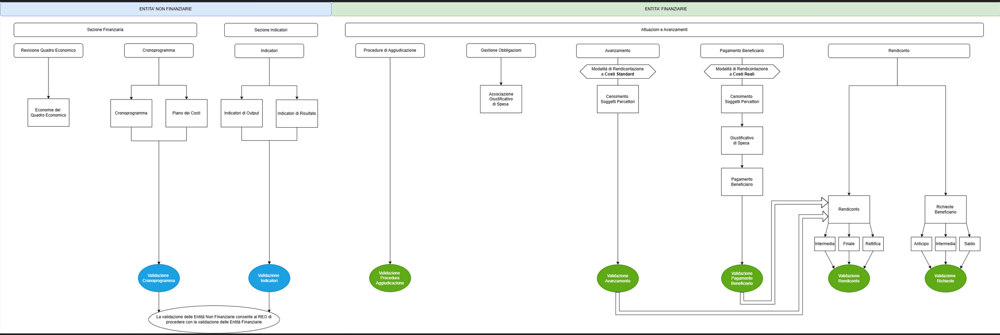 ENTITA' NON FINANZIARIE
ENTITA' FINANZIARIE
Sezione Finanziaria
Sezione Indicatori
Attuazioni e Avanzamenti
Revisione Quadro Economico
Cronoprogramma
Indicatori
Procedure di Aggiudicazione
Gestione Obbligazioni
Avanzamento
Pagamento Beneficiario
Rendiconto
Modalità di Rendicontazione
a Costi Standard
Modalità di Rendicontazione
a Costi Reali
Economie del
Quadro Economico
Cronoprogramma
Piano dei Costi
Indicatori di Output
Indicatori di Risultato
Associazione
Giustificativo
di Spesa
Censimento
Soggetti Percettori
Censimento
Soggetti Percettori
Giustificativo
di Spesa
Pagamento
Beneficiario
Rendiconto
Richieste
Beneficiario
Intermedia
Finale
Rettifica
Anticipo
Intermedia
Saldo
Validazione
Cronoprogramma
Validazione
Indicatori
Validazione
Procedura
Aggiudicazione
Validazione
Avanzamento
Validazione
Pagamento
Beneficiario
Validazione
Rendiconto
Validazione
Richieste
La validazione delle Entità Non Finanziarie consente al REO di
procedere con la validazione delle Entità Finanziarie